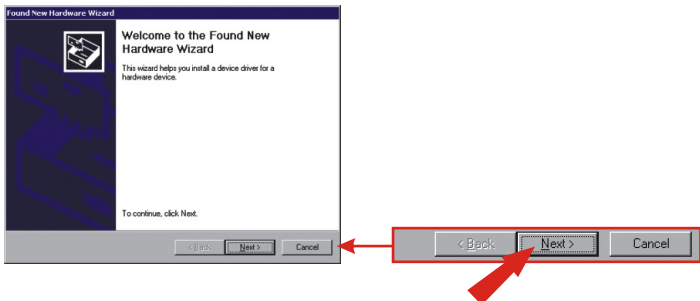 Found New Hardware Wizard
Welcome to the Found New
Hardware Wizard
This wizard helps you install a device driver for a
hardware device.
To continue, click Next.
< Back Next > Cancel
< Back Next > Cancel